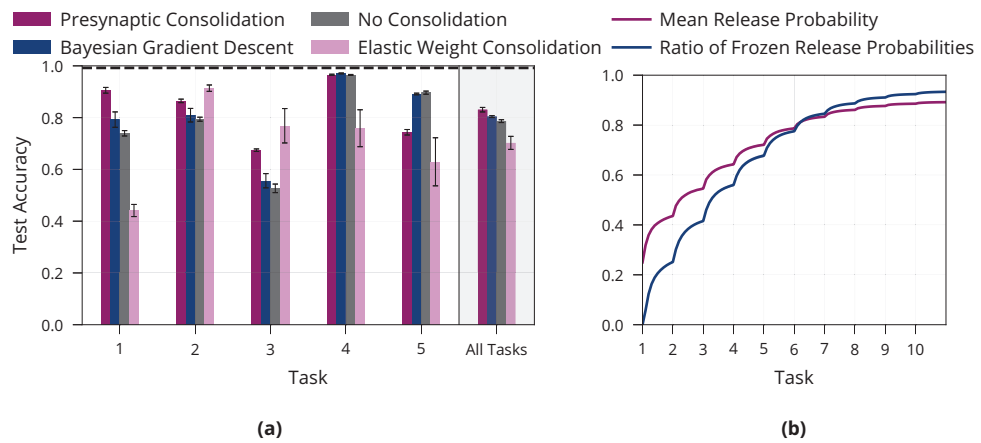 Presynaptic Consolidation
No Consolidation
Bayesian Gradient Descent
Elastic Weight Consolidation
Mean Release Probability
Ratio of Frozen Release Probabilities
Test Accuracy
1.0
0.8
0.6
0.4
0.2
0.0
1 2 3 4 5 All Tasks
Task
(a)
1.0
0.8
0.6
0.4
0.2
0.0
1 2 3 4 5 6 7 8 9 10
Task
(b)